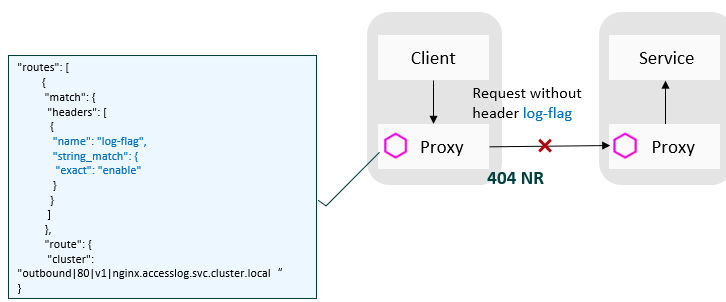 "routes": [
{
"match": {
"headers": [
{
"name": "log-flag",
"string_match": {
"exact": "enable"
}
}
]
},
"route": {
"cluster":
"outbound|80|v1|nginx.accesslog.svc.cluster.local “
}
Client
Proxy
Request without
header log-flag
404 NR
Service
Proxy